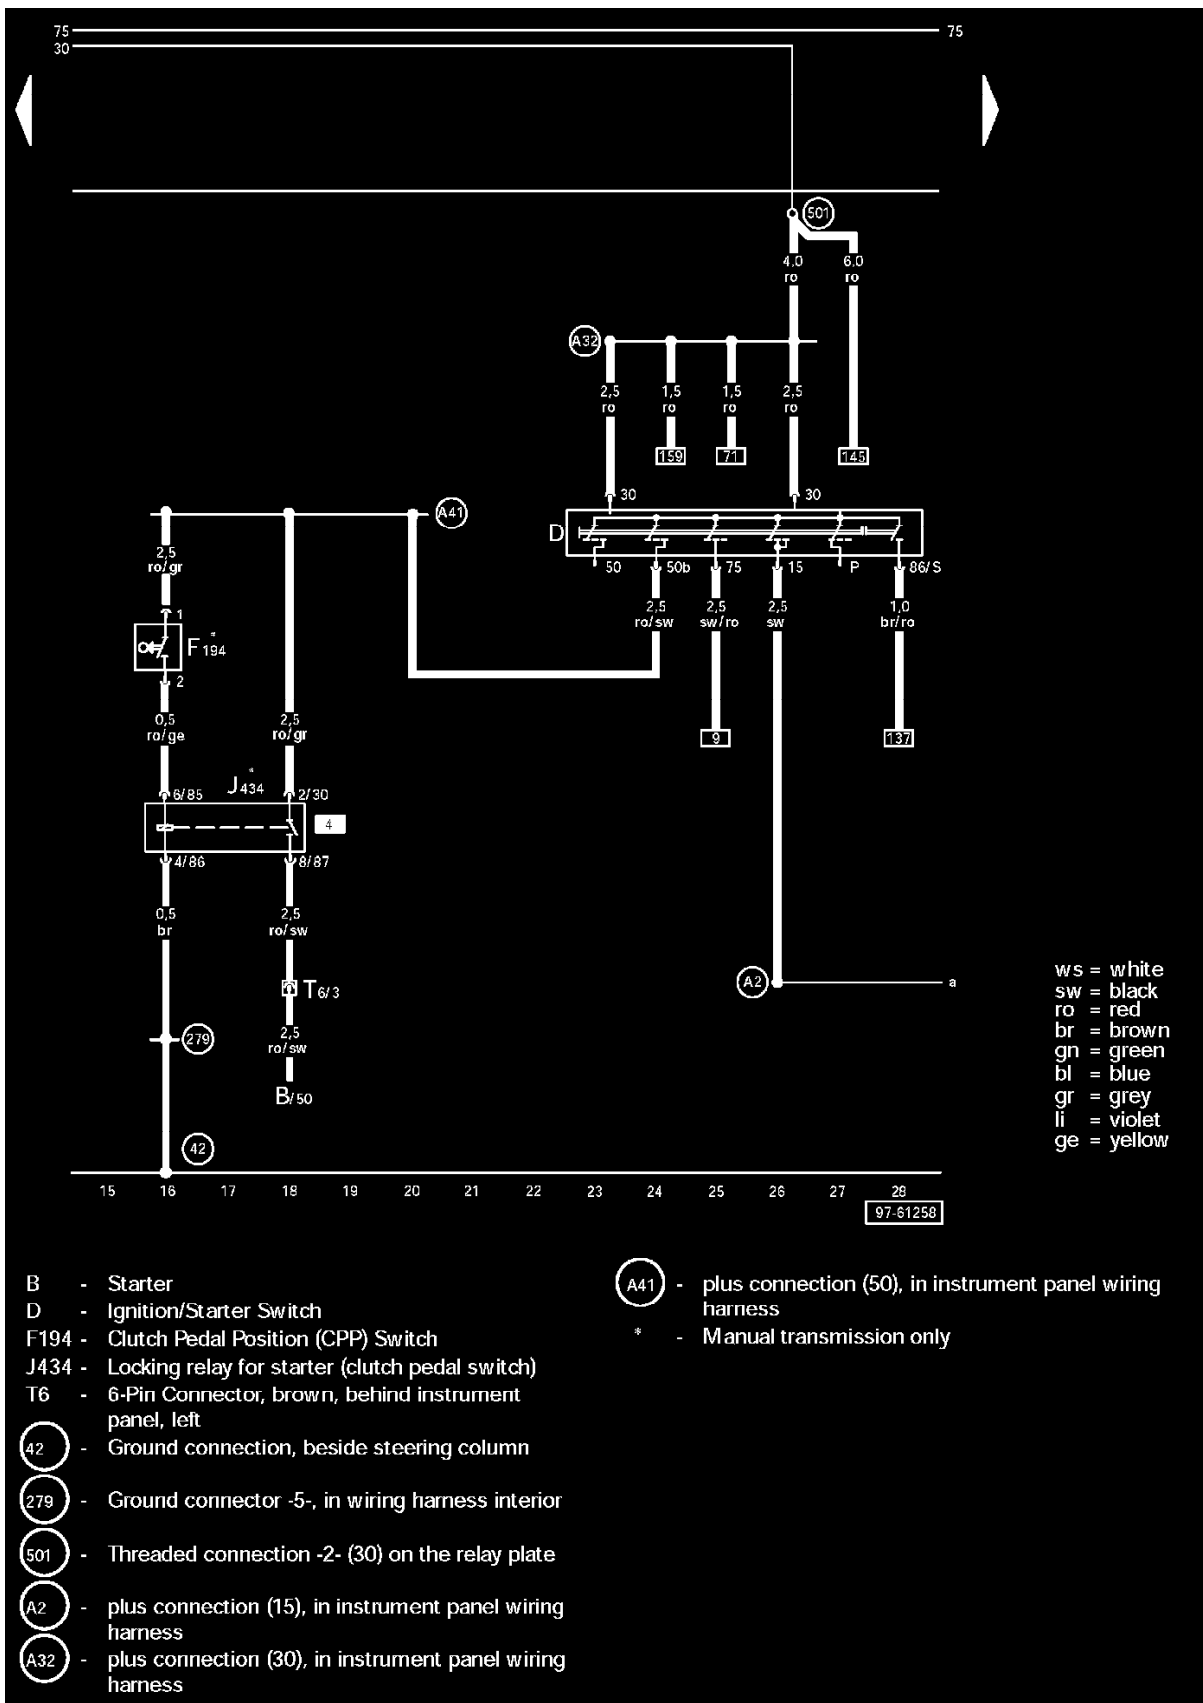 75
75
30
501
4,0
ro
6,0
ro
A32
2,5
ro
1,5
ro
1,5
ro
2,5
ro
159
71
145
30
30
A41
D
50
50b
75
15
P
86/S
2,5
ro/gr
1
F194*
2
2,5
ro/sw
2,5
sw/ro
2,5
sw
1,0
br/ro
0,5
ro/ge
2,5
ro/gr
9
137
J434*
6/85
2/30
4
4/86
8/87
0,5
br
2,5
ro/sw
T6/3
A2
a
279
2,5
ro/sw
B/50
42
ws = white
sw = black
ro = red
br = brown
gn = green
bl = blue
gr = grey
li = violet
ge = yellow
15 16 17 18 19 20 21 22 23 24 25 26 27 28
97-61258
B - Starter
D - Ignition/Starter Switch
F194 - Clutch Pedal Position (CPP) Switch
J434 - Locking relay for starter (clutch pedal switch)
T6 - 6-Pin Connector, brown, behind instrument
panel, left
42 - Ground connection, beside steering column
279 - Ground connector -5-, in wiring harness interior
501 - Threaded connection -2- (30) on the relay plate
A2 - plus connection (15), in instrument panel wiring
harness
A32 - plus connection (30), in instrument panel wiring
harness
A41 - plus connection (50), in instrument panel wiring
harness
* - Manual transmission only